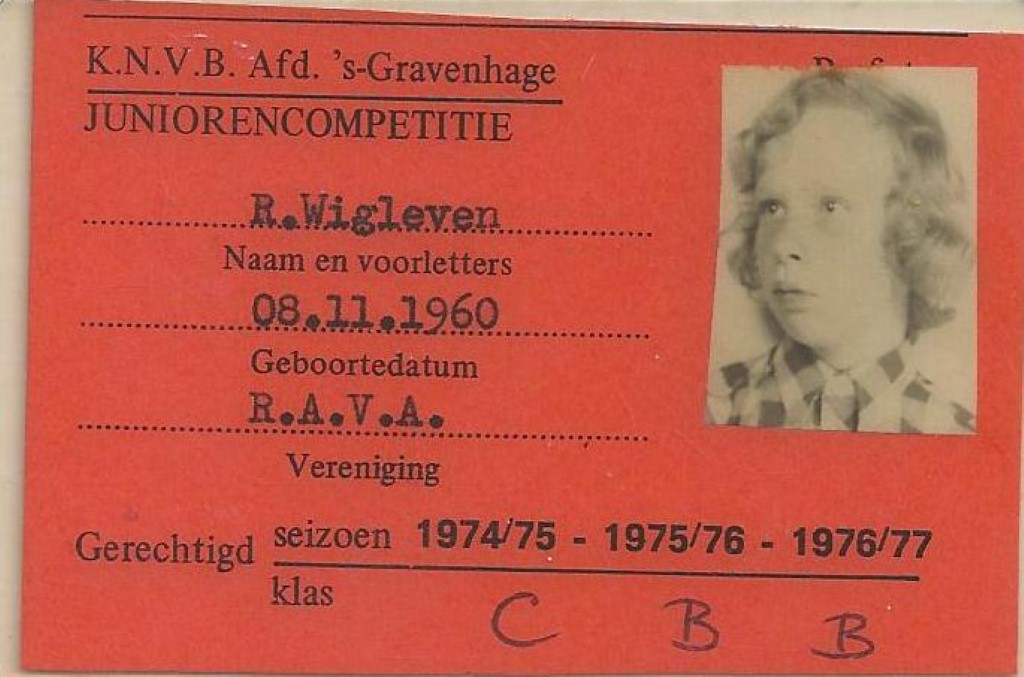 K.N.V.B. Afd. 's-Gravenhage
JUNIORENCOMPETITIE
R.Wigleven
Naam en voorletters
08.11.1960
Geboortedatum
R.A.V.A.
Vereniging
Gerechtigd seizoen 1974/75 - 1975/76 - 1976/77
klas C B B